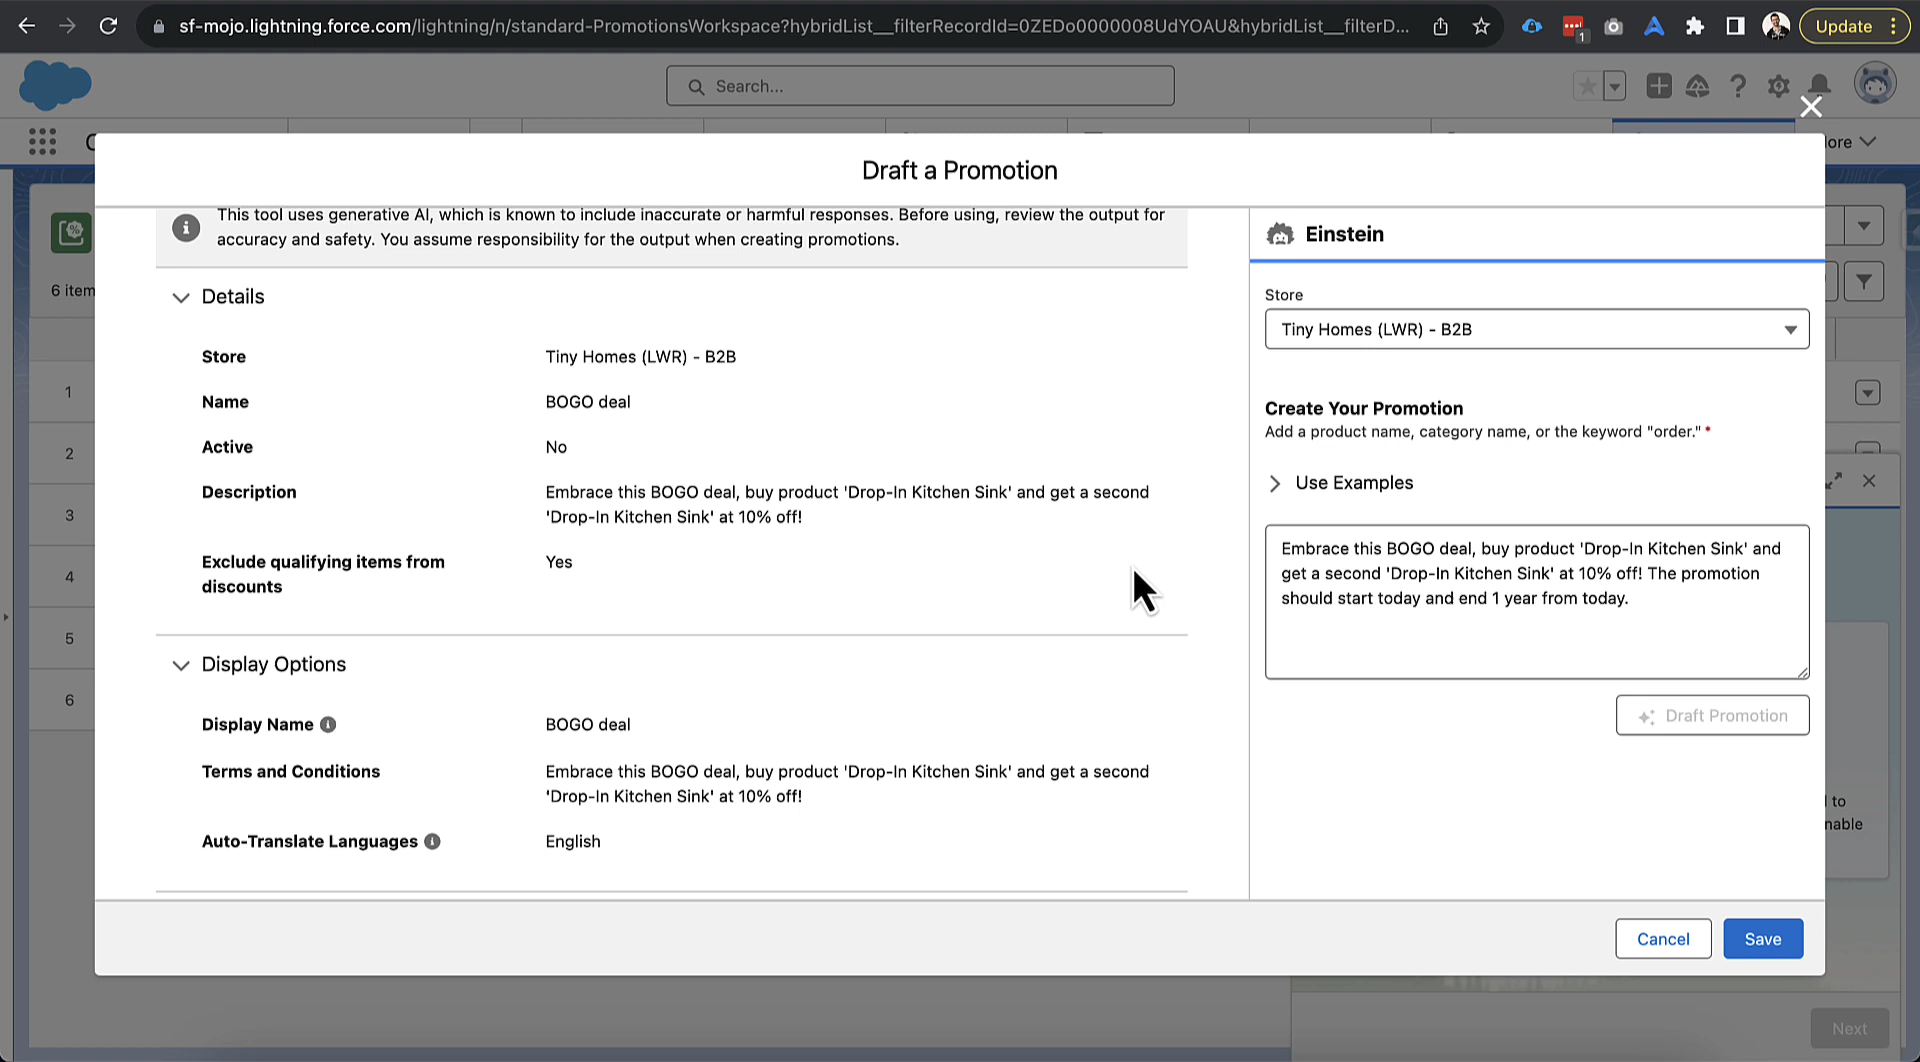 sf-mojo.lightning.force.com/lightning/n/standard-PromotionsWorkspace?hybridList__filterRecordId=0ZEDo0000008UdYOAU&hybridList__filterD...
1
Update
Search...
Draft a Promotion
This tool uses generative AI, which is known to include inaccurate or harmful responses. Before using, review the output for
accuracy and safety. You assume responsibility for the output when creating promotions.
6 item
1
2
3
4
5
6
Details
Store
Tiny Homes (LWR) - B2B
Name
BOGO deal
Active
No
Description
Embrace this BOGO deal, buy product 'Drop-In Kitchen Sink' and get a second
'Drop-In Kitchen Sink' at 10% off!
Exclude qualifying items from
discounts
Yes
Display Options
Display Name
BOGO deal
Terms and Conditions
Embrace this BOGO deal, buy product 'Drop-In Kitchen Sink' and get a second
'Drop-In Kitchen Sink' at 10% off!
Auto-Translate Languages
English
Einstein
Store
Tiny Homes (LWR) - B2B
Create Your Promotion
Add a product name, category name, or the keyword "order." *
Use Examples
Embrace this BOGO deal, buy product 'Drop-In Kitchen Sink' and
get a second 'Drop-In Kitchen Sink' at 10% off! The promotion
should start today and end 1 year from today.
Draft Promotion
ore
to
nable
Cancel
Save
Next